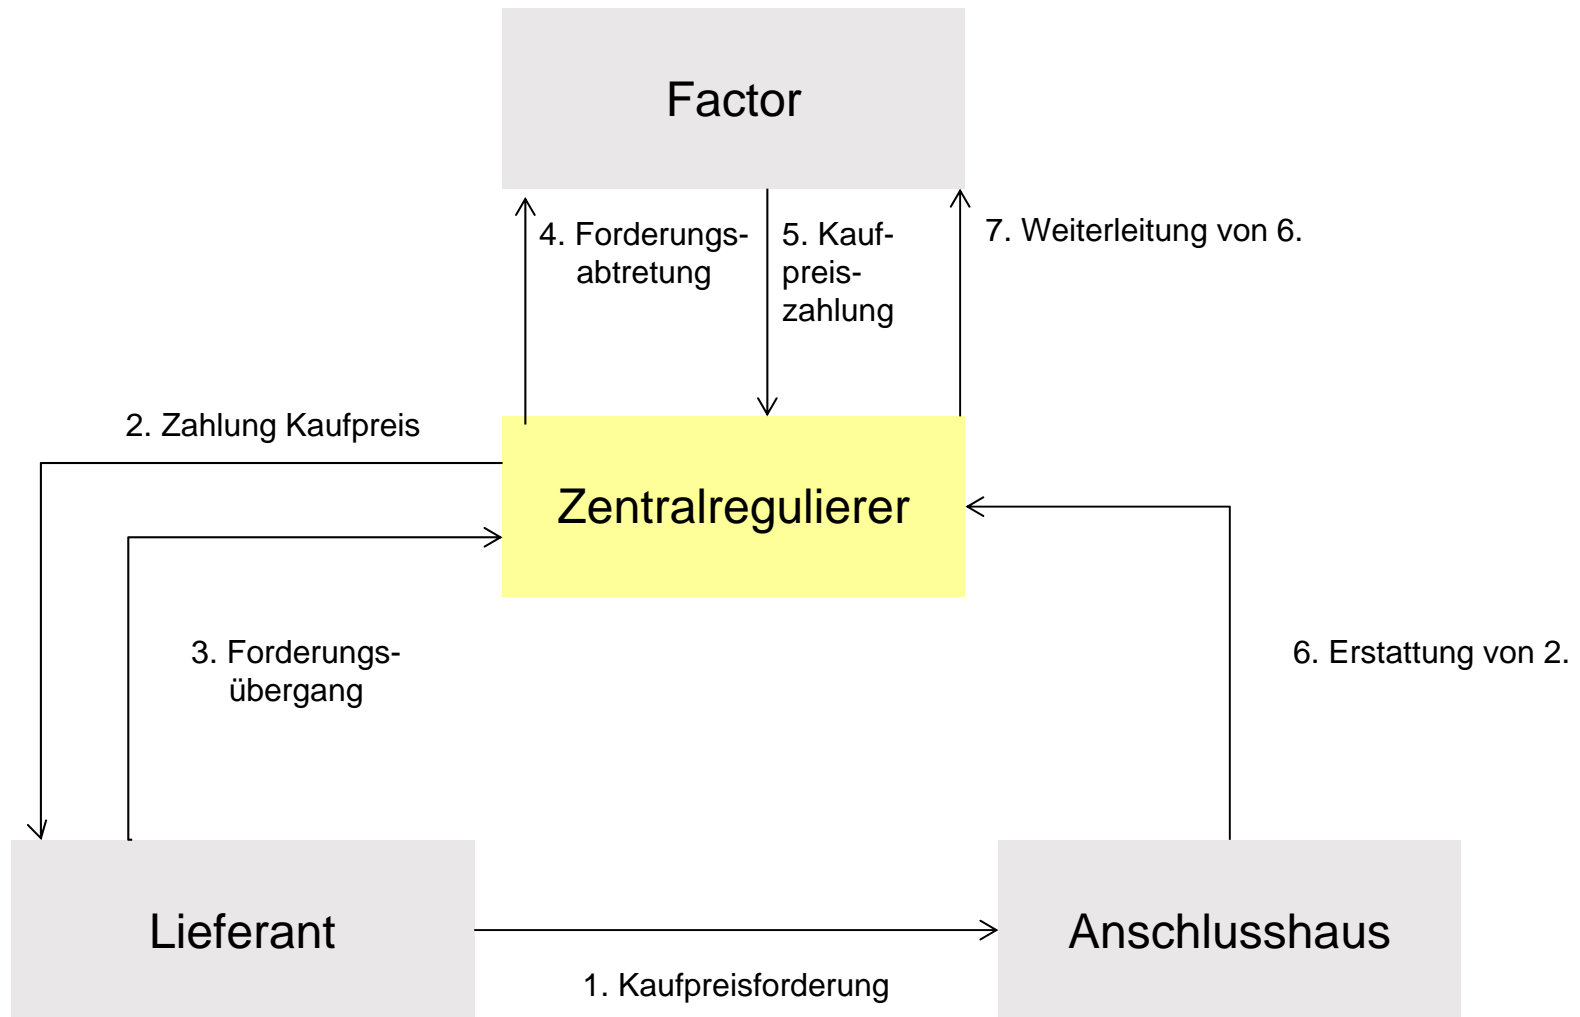 Factor
4. Forderungs-
abtretung
5. Kauf-
preis-
zahlung
7. Weiterleitung von 6.
2. Zahlung Kaufpreis
Zentralregulierer
3. Forderungs-
übergang
6. Erstattung von 2.
Lieferant
Anschlusshaus
1. Kaufpreisforderung